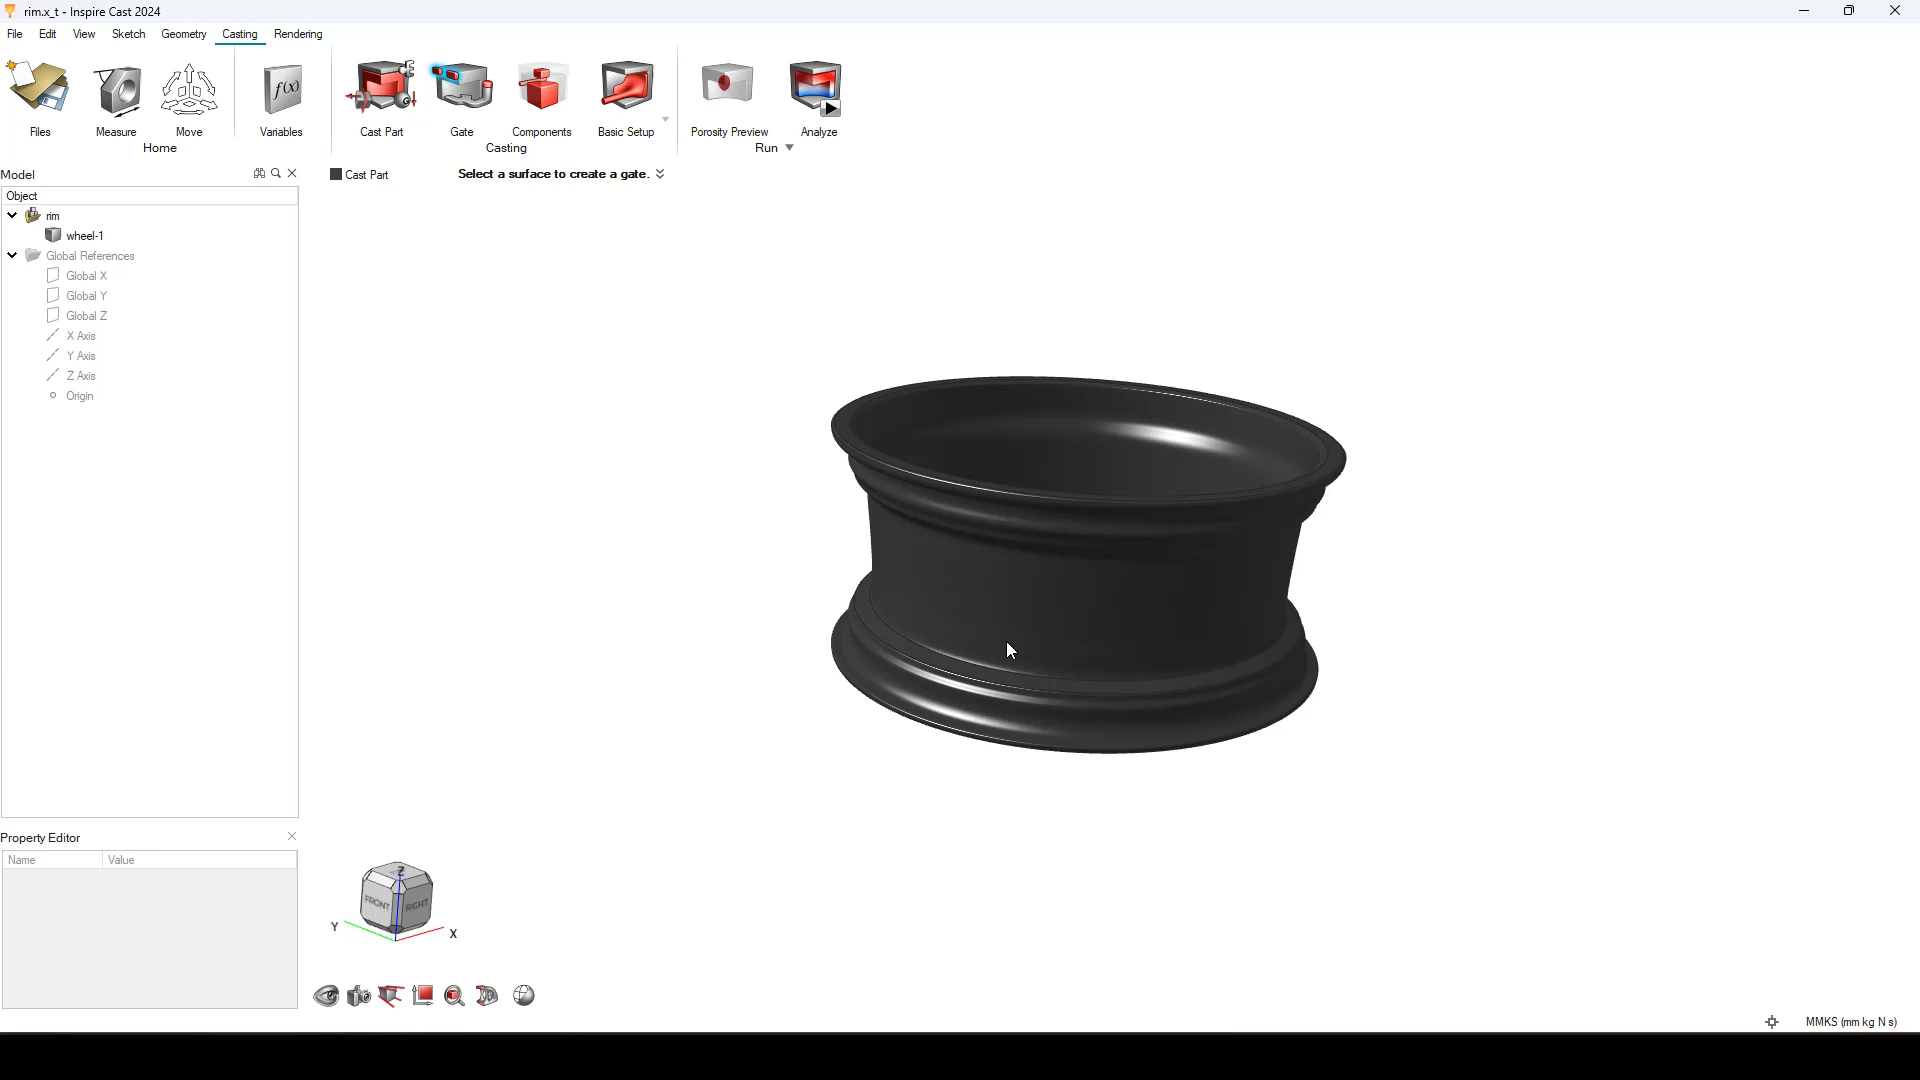 rim.x_t - Inspire Cast 2024
File Edit View Sketch Geometry Casting Rendering
f(x)
Files Measure Move Variables Cast Part Gate Components Basic Setup Porosity Preview Analyze
Home Casting Run
Model
Cast Part
Select a surface to create a gate.
Object
rim
wheel-1
Global References
Global X
Global Y
Global Z
X Axis
Y Axis
Z Axis
Origin
Property Editor
Name Value
Z
FRONT RIGHT
Y X
MMKS (mm kg N s)